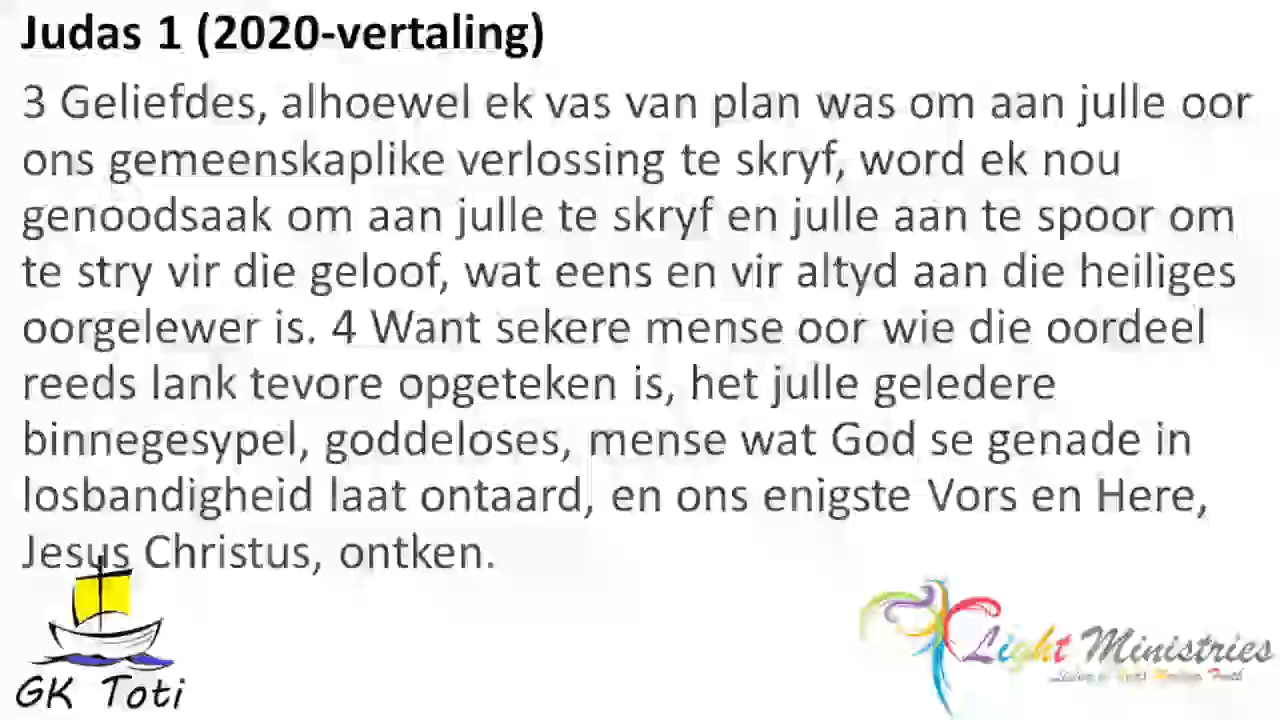 Judas 1 (2020-vertaling)
3 Geliefdes, alhoewel ek vas van plan was om aan julle oor
ons gemeenskaplike verlossing te skryf, word ek nou
genoodsaak om aan julle te skryf en julle aan te spoor om
te stry vir die geloof, wat eens en vir altyd aan die heiliges
oorgelewer is. 4 Want sekere mense oor wie die oordeel
reeds lank tevore opgeteken is, het julle geledere
binnegesypel, goddeloses, mense wat God se genade in
losbandigheid laat ontaard, en ons enigste Vors en Here,
Jesus Christus, ontken.
GK Toti
Light Ministries